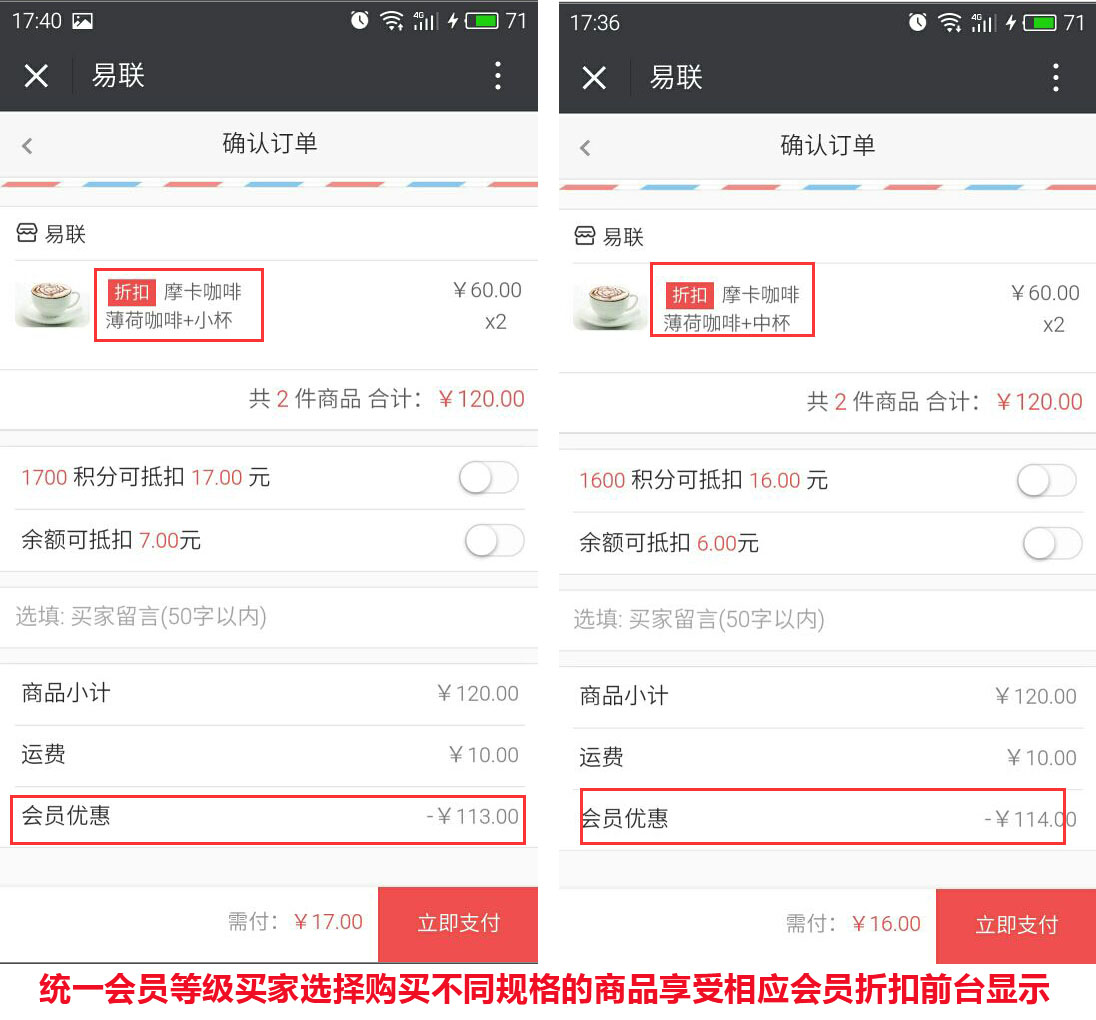 17:40
4G
71
易联
确认订单
易联
折扣 摩卡咖啡
薄荷咖啡+小杯
￥60.00
x2
共 2 件商品 合计：￥120.00
1700 积分可抵扣 17.00 元
余额可抵扣 7.00元
选填: 买家留言(50字以内)
商品小计 ￥120.00
运费 ￥10.00
会员优惠 -￥113.00
需付：￥17.00
立即支付
17:36
4G
71
易联
确认订单
易联
折扣 摩卡咖啡
薄荷咖啡+中杯
￥60.00
x2
共 2 件商品 合计：￥120.00
1600 积分可抵扣 16.00 元
余额可抵扣 6.00元
选填: 买家留言(50字以内)
商品小计 ￥120.00
运费 ￥10.00
会员优惠 -￥114.00
需付：￥16.00
立即支付
统一会员等级买家选择购买不同规格的商品享受相应会员折扣前台显示